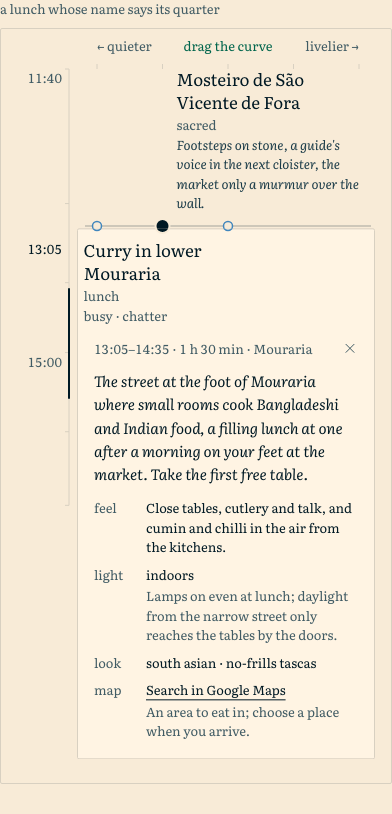 a lunch whose name says its quarter
← quieter drag the curve livelier →
11:40
Mosteiro de São
Vicente de Fora
sacred
Footsteps on stone, a guide's
voice in the next cloister, the
market only a murmur over the
wall.
13:05
Curry in lower
Mouraria
lunch
busy · chatter
13:05–14:35 · 1 h 30 min · Mouraria ×
15:00
The street at the foot of Mouraria
where small rooms cook Bangladeshi
and Indian food, a filling lunch at one
after a morning on your feet at the
market. Take the first free table.
feel Close tables, cutlery and talk, and
cumin and chilli in the air from
the kitchens.
light indoors
Lamps on even at lunch; daylight
from the narrow street only
reaches the tables by the doors.
look south asian · no-frills tascas
map Search in Google Maps
An area to eat in; choose a place
when you arrive.